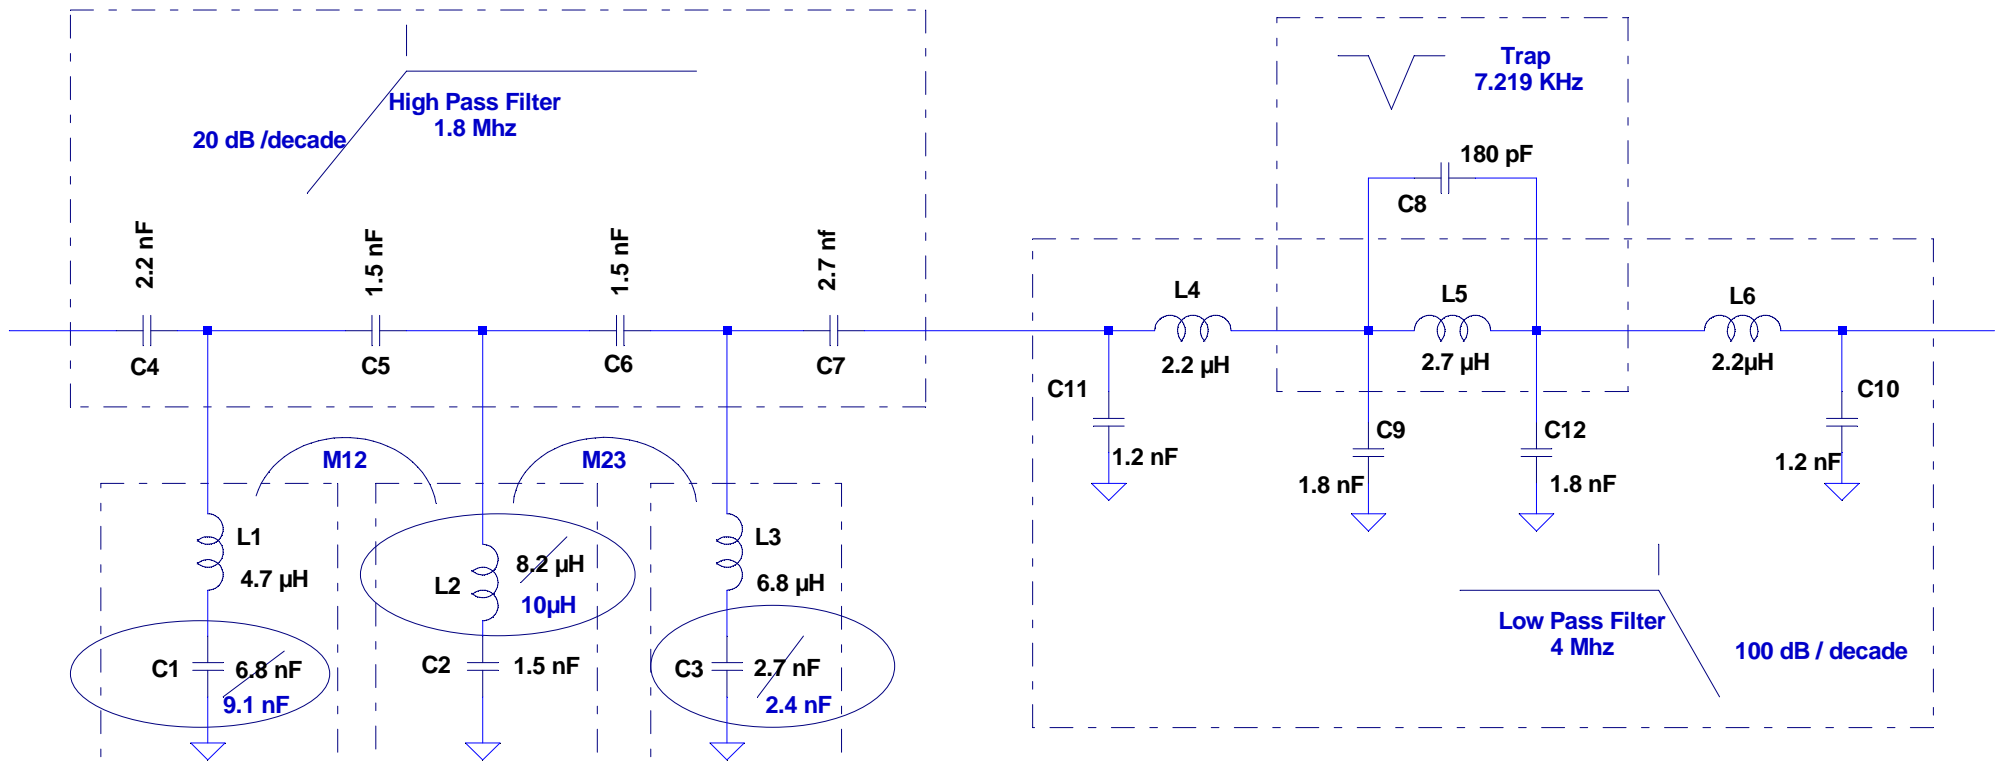 Trap
7.219 KHz
High Pass Filter
1.8 Mhz
20 dB /decade
180 pF
C8
2.2 nF
1.5 nF
1.5 nF
2.7 nf
C4
C5
C6
C7
L4
2.2 µH
L5
2.7 µH
L6
2.2µH
C11
1.2 nF
C9
1.8 nF
C12
1.8 nF
C10
1.2 nF
M12
M23
L1
4.7 µH
L2
8.2 µH
10µH
L3
6.8 µH
C1
6.8 nF
9.1 nF
C2
1.5 nF
C3
2.7 nF
2.4 nF
Low Pass Filter
4 Mhz
100 dB / decade